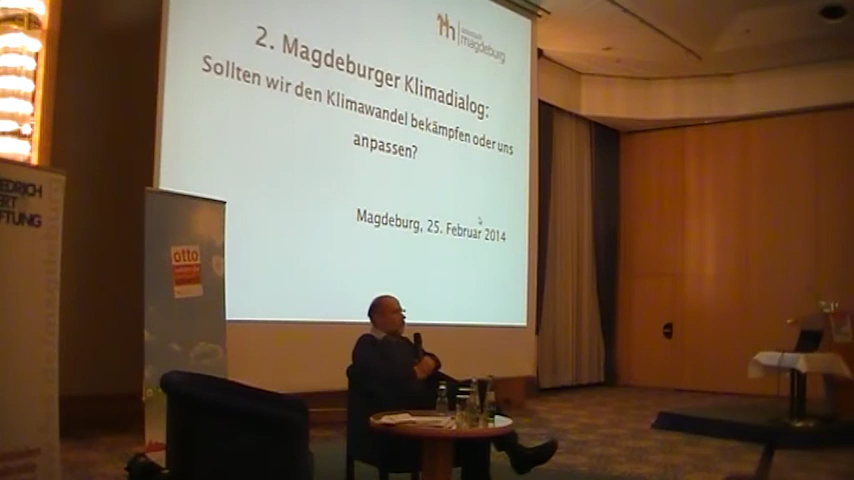 magdeburg
2. Magdeburger Klimadialog:
Sollten wir den Klimawandel bekämpfen oder uns
anpassen?
Magdeburg, 25. Februar 2014
EDRICH
ERT
FTUNG
otto